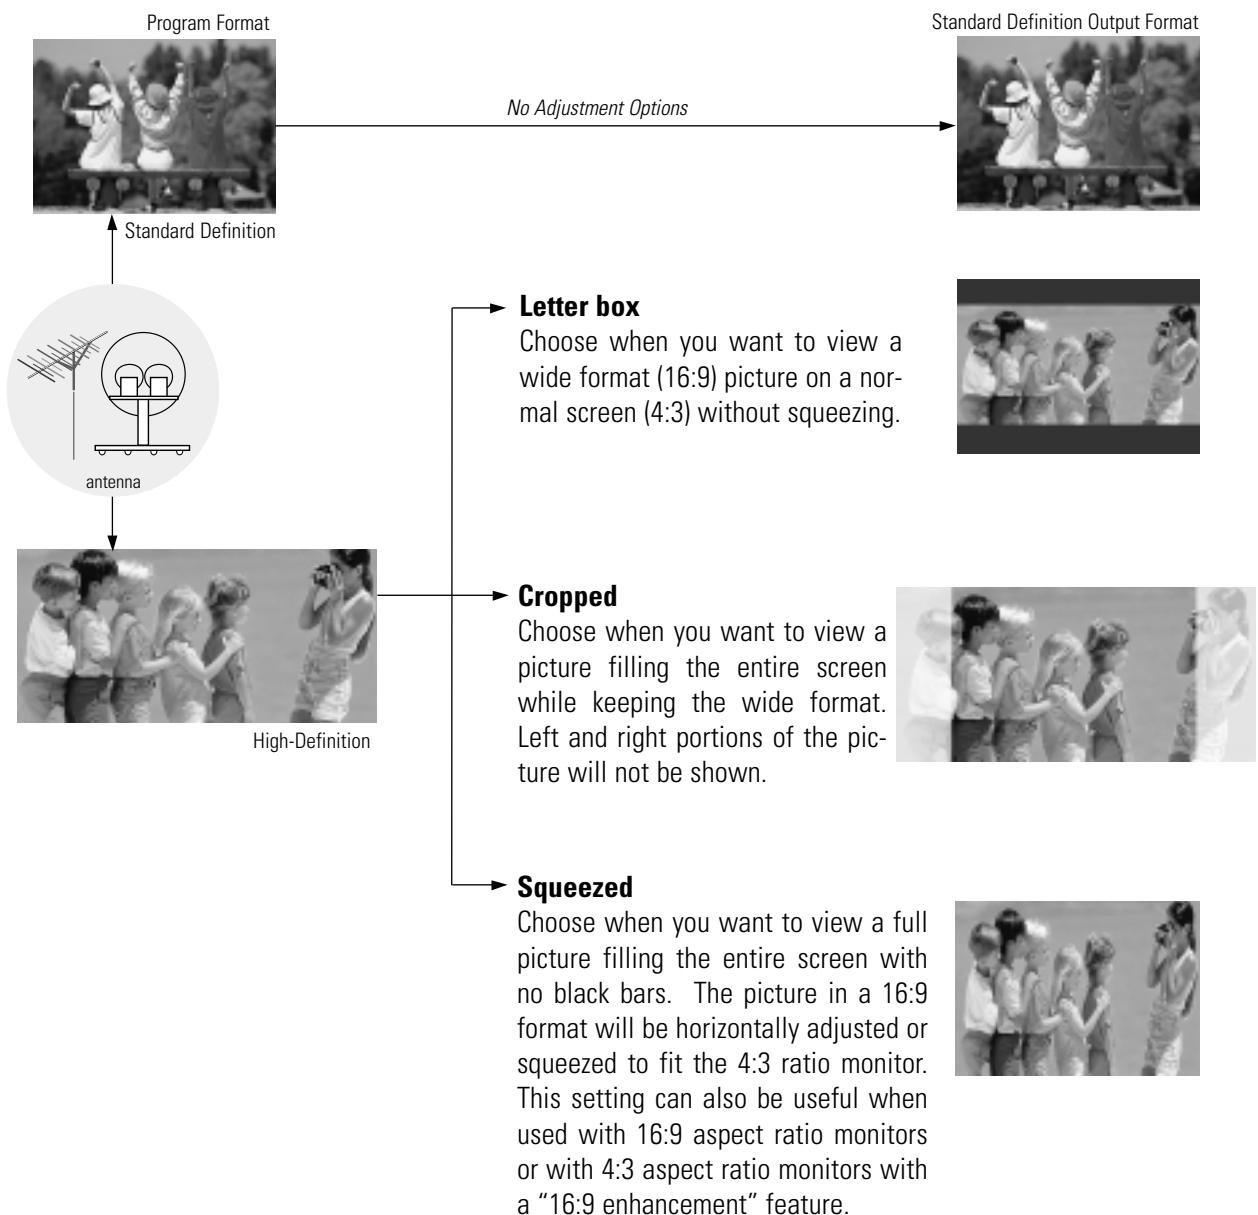 Program Format
Standard Definition Output Format
No Adjustment Options
Standard Definition
antenna
High-Definition
Letter box
Choose when you want to view a
wide format (16:9) picture on a nor-
mal screen (4:3) without squeezing.
Cropped
Choose when you want to view a
picture filling the entire screen
while keeping the wide format.
Left and right portions of the pic-
ture will not be shown.
Squeezed
Choose when you want to view a full
picture filling the entire screen with
no black bars. The picture in a 16:9
format will be horizontally adjusted or
squeezed to fit the 4:3 ratio monitor.
This setting can also be useful when
used with 16:9 aspect ratio monitors
or with 4:3 aspect ratio monitors with
a “16:9 enhancement” feature.